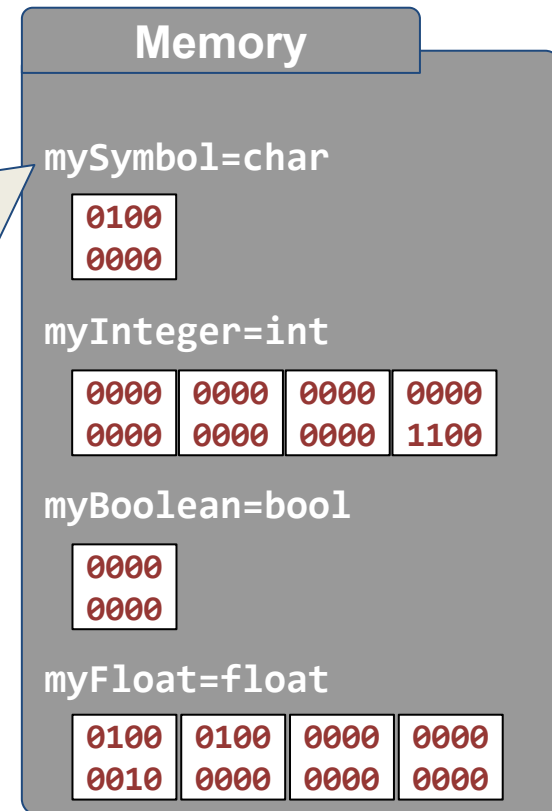 Memory
mySymbol=char
0100
0000
myInteger=int
0000 0000 0000 0000
0000 0000 0000 1100
myBoolean=bool
0000
0000
myFloat=float
0100 0100 0000 0000
0010 0000 0000 0000